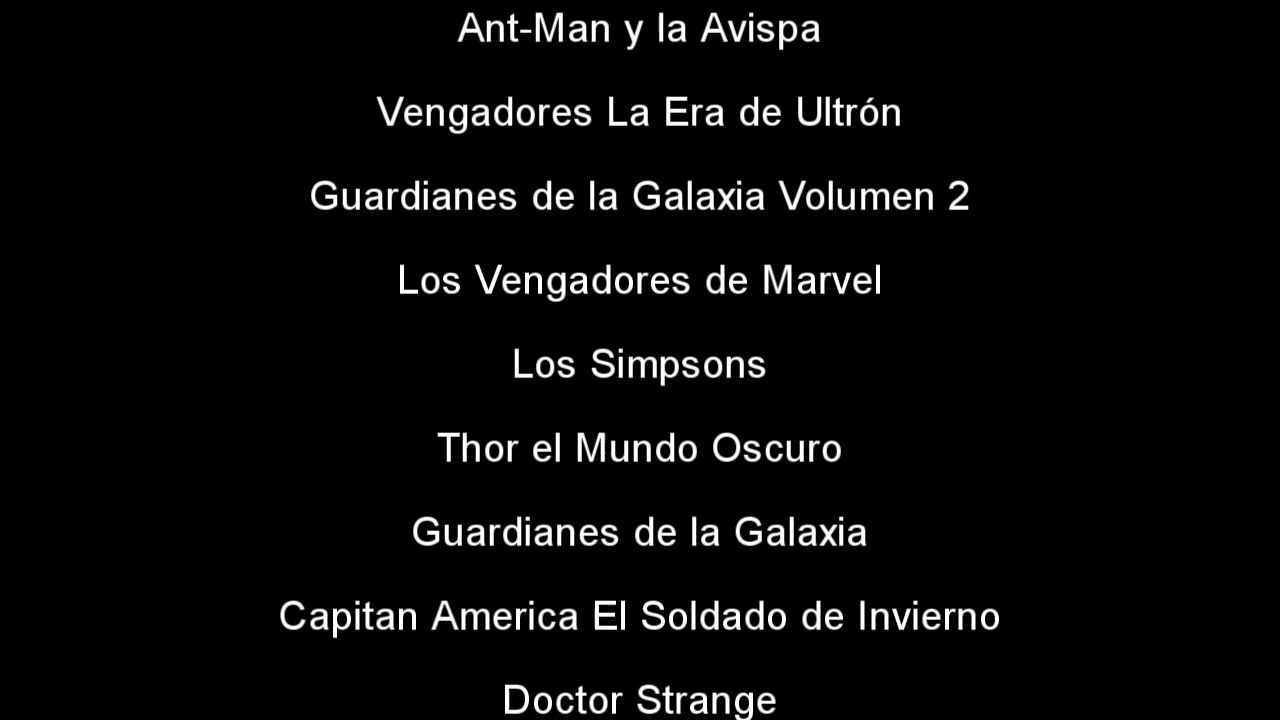 Ant-Man y la Avispa
Vengadores La Era de Ultrón
Guardianes de la Galaxia Volumen 2
Los Vengadores de Marvel
Los Simpsons
Thor el Mundo Oscuro
Guardianes de la Galaxia
Capitan America El Soldado de Invierno
Doctor Strange